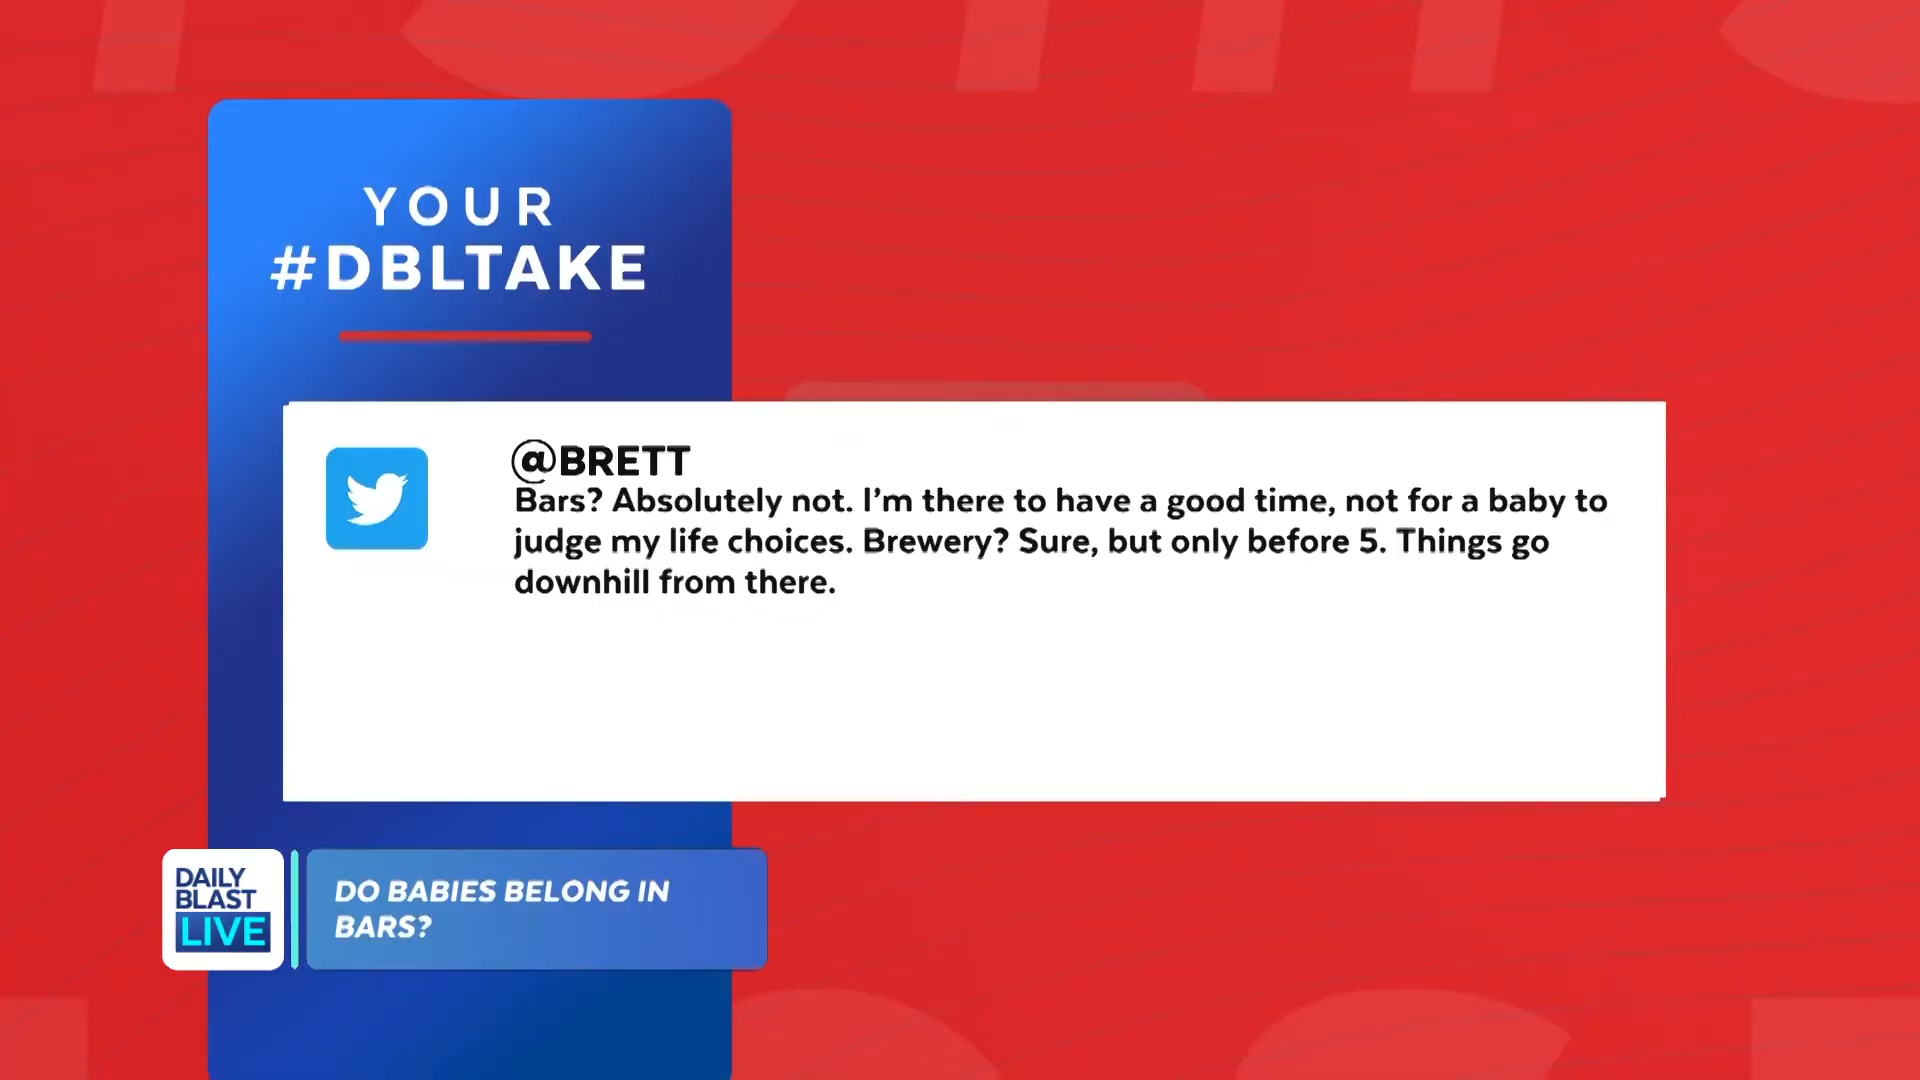 YOUR
#DBLTAKE
@BRETT
Bars? Absolutely not. I'm there to have a good time, not for a baby to
judge my life choices. Brewery? Sure, but only before 5. Things go
downhill from there.
DAILY
BLAST
LIVE
DO BABIES BELONG IN
BARS?